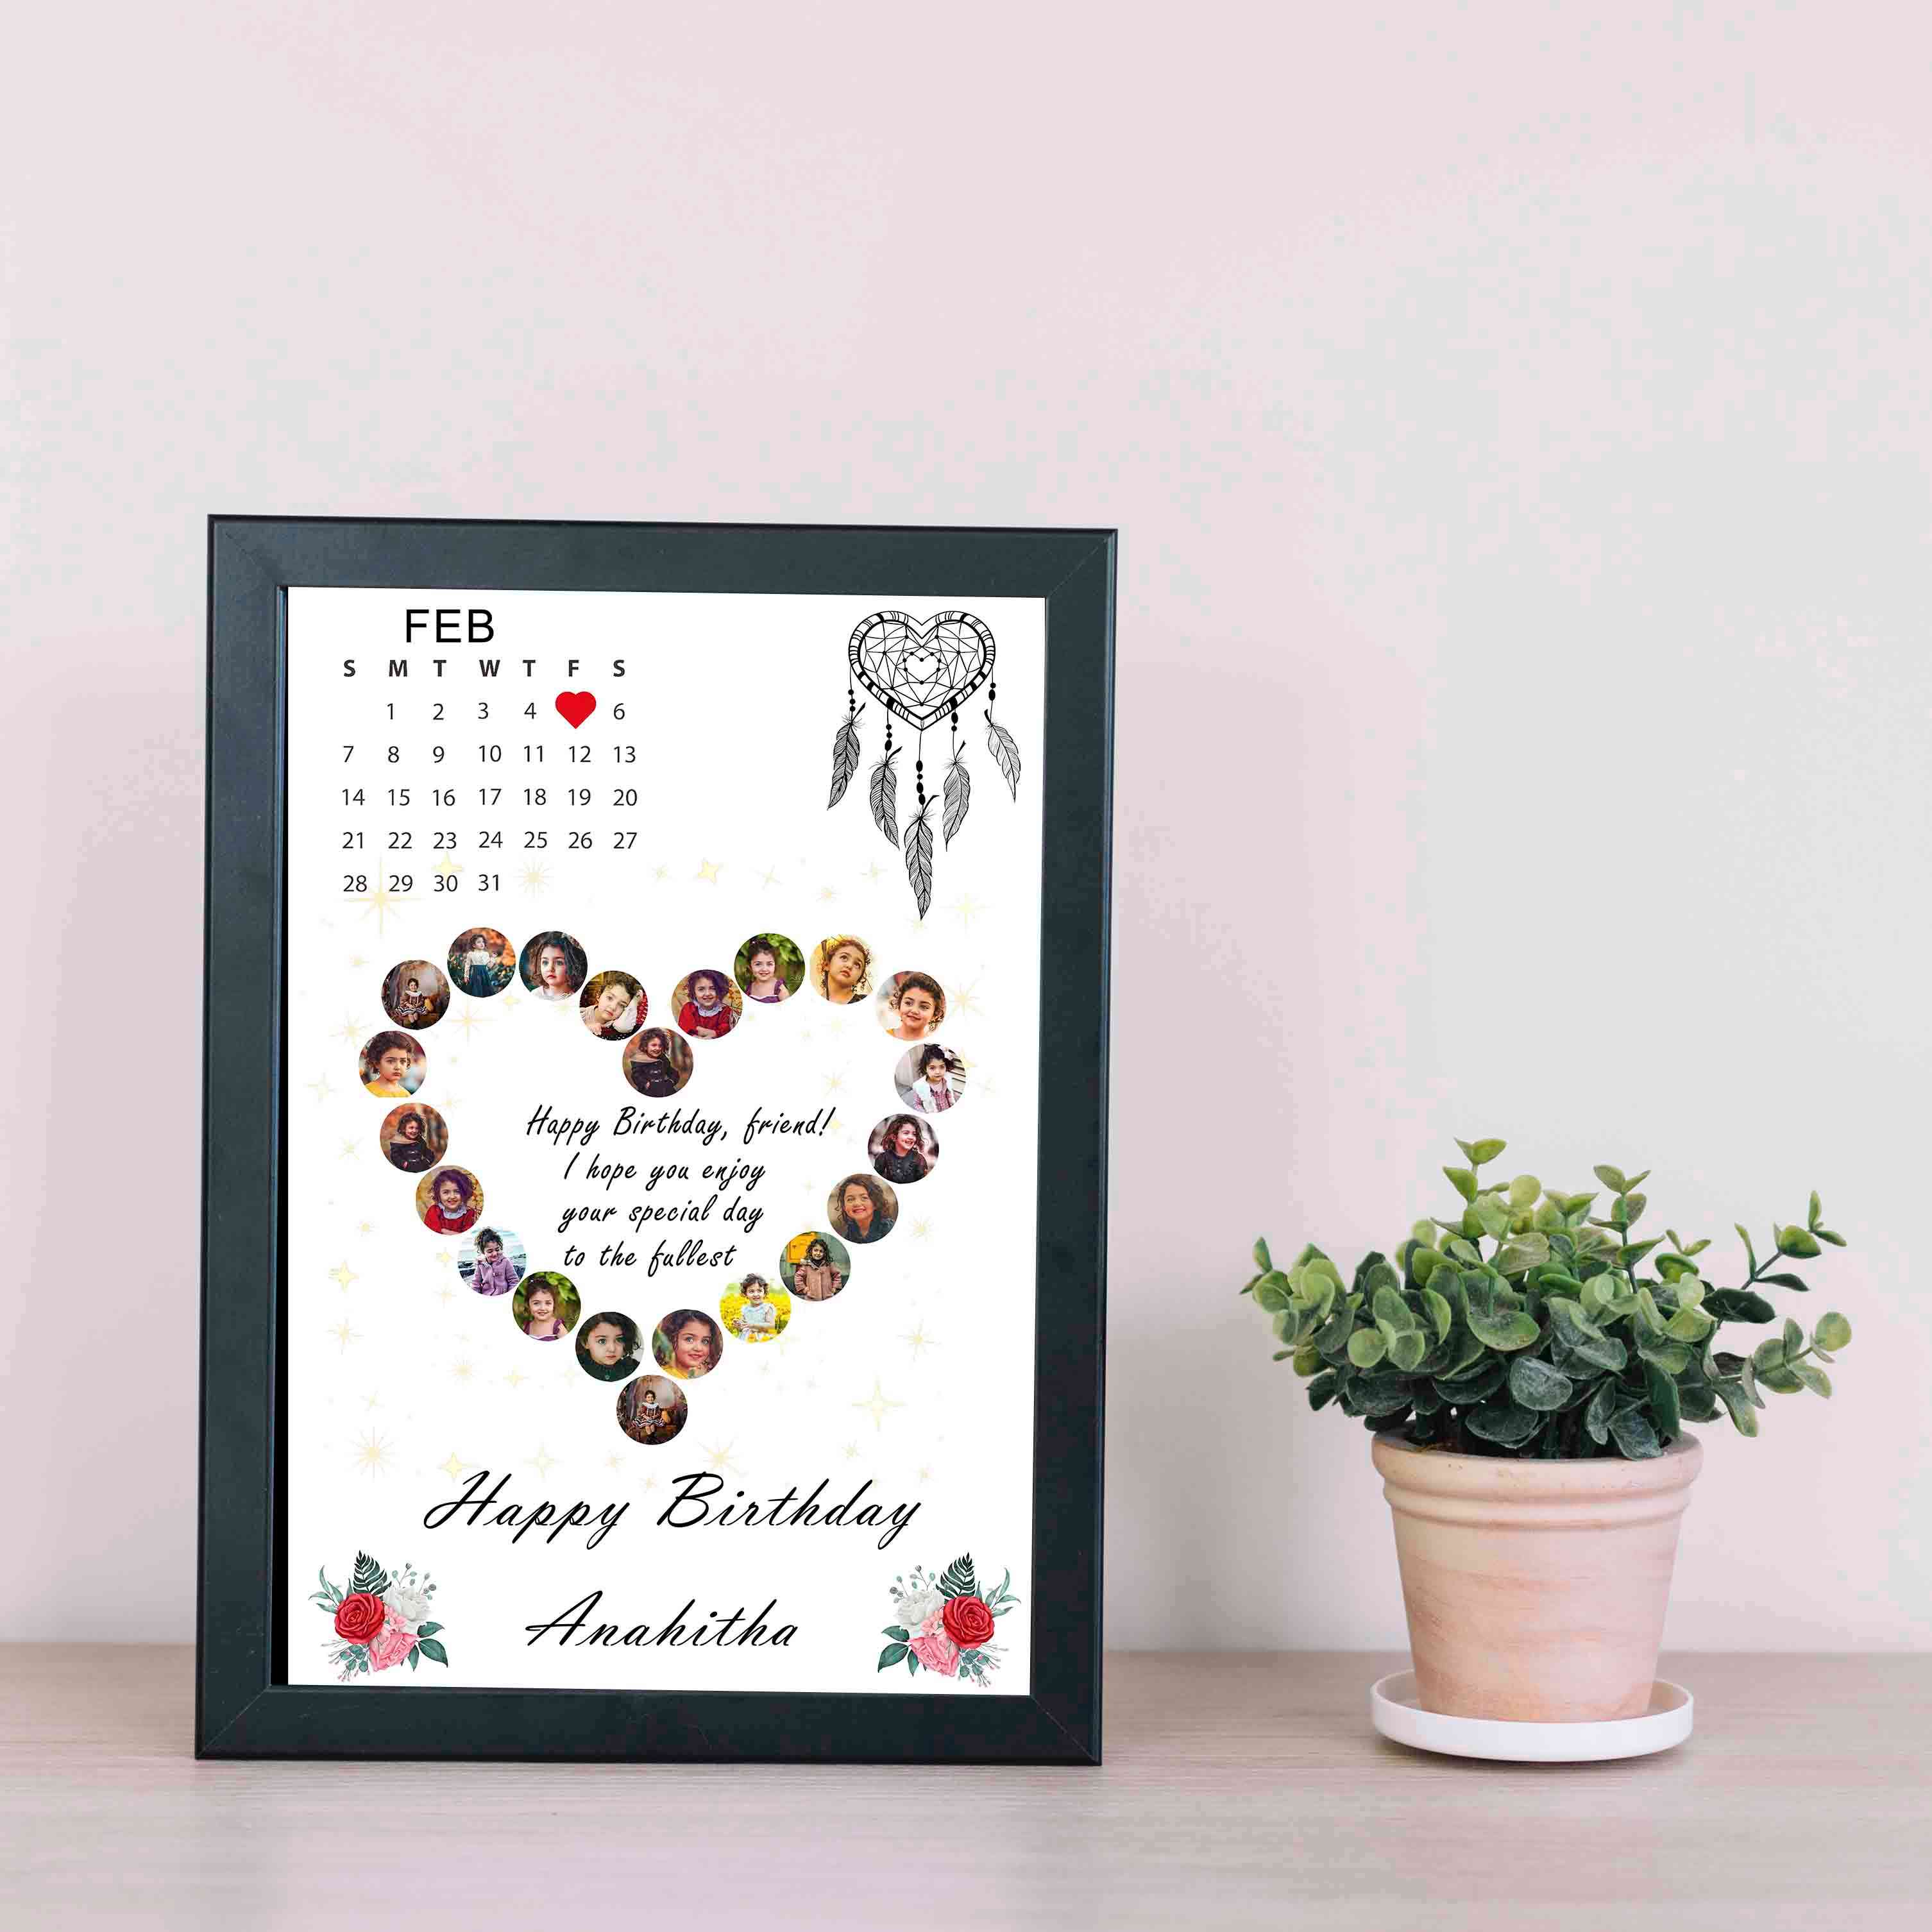 FEB
S M T W T F S
1 2 3 4 6
7 8 9 10 11 12 13
14 15 16 17 18 19 20
21 22 23 24 25 26 27
28 29 30 31
Happy Birthday, friend!
I hope you enjoy
your special day
to the fullest
Happy Birthday
Anahitha